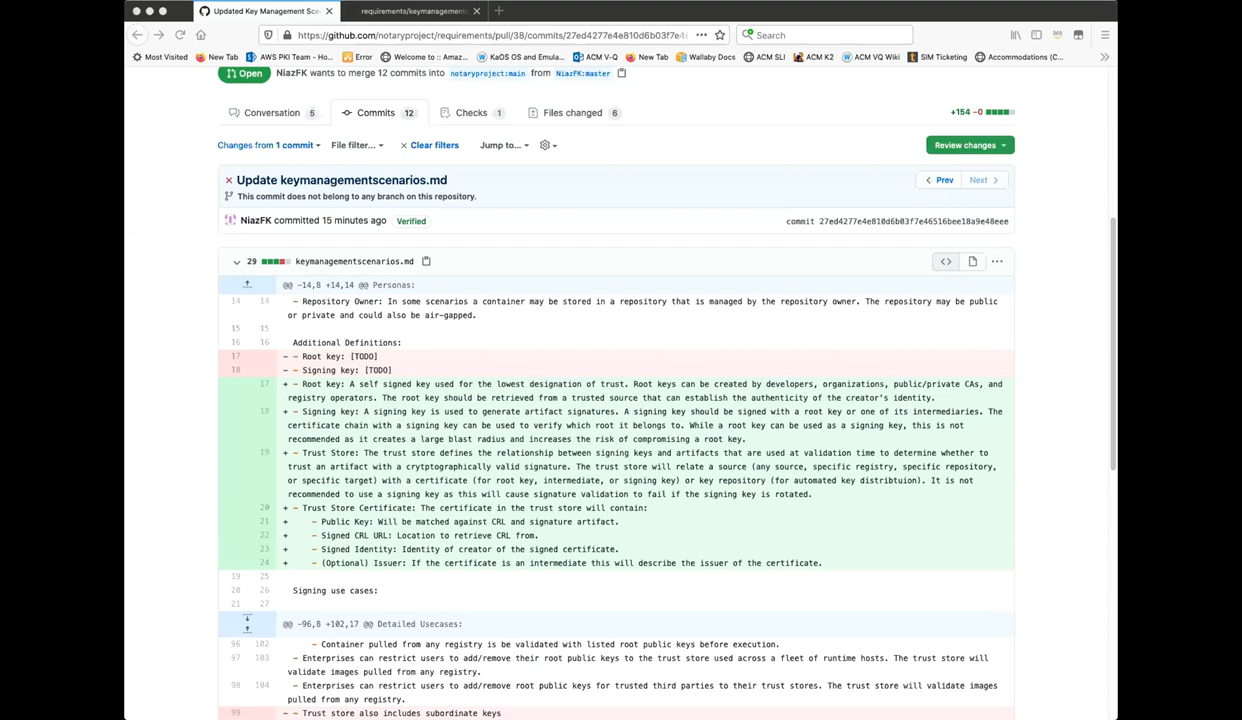 Updated Key Management Sce
requirements/keymanagements
https://github.com/notaryproject/requirements/pull/38/commits/27ed4277e4e810d6b03f7e4
Search
Most Visited New Tab AWS PKI Team - Ho... Error Welcome to :: Amaz... KaOS OS and Emula... ACM V-Q New Tab Wallaby Docs ACM SLI ACM K2 ACM VQ Wiki SIM Ticketing Accommodations (C...
Open NiazFK wants to merge 12 commits into notaryproject:main from NiazFK:master
Conversation 5 Commits 12 Checks 1 Files changed 6 +154 −0
Changes from 1 commit File filter... × Clear filters Jump to... Review changes
× Update keymanagementscenarios.md Prev Next
This commit does not belong to any branch on this repository.
NiazFK committed 15 minutes ago Verified commit 27ed4277e4e810d6b03f7e46516bee18a9e48eee
29 keymanagementscenarios.md
@@ -14,8 +14,14 @@ Personas:
14 14 - Repository Owner: In some scenarios a container may be stored in a repository that is managed by the repository owner. The repository may be public
or private and could also be air-gapped.
15 15
16 16 Additional Definitions:
17 - - Root key: [TODO]
18 - - Signing key: [TODO]
17 + - Root key: A self signed key used for the lowest designation of trust. Root keys can be created by developers, organizations, public/private CAs, and
registry operators. The root key should be retrieved from a trusted source that can establish the authenticity of the creator's identity.
18 + - Signing key: A signing key is used to generate artifact signatures. A signing key should be signed with a root key or one of its intermediaries. The
certificate chain with a signing key can be used to verify which root it belongs to. While a root key can be used as a signing key, this is not
recommended as it creates a large blast radius and increases the risk of compromising a root key.
19 + - Trust Store: The trust store defines the relationship between signing keys and artifacts that are used at validation time to determine whether to
trust an artifact with a crytptographically valid signature. The trust store will relate a source (any source, specific registry, specific repository,
or specific target) with a certificate (for root key, intermediate, or signing key) or key repository (for automated key distribtuion). It is not
recommended to use a signing key as this will cause signature validation to fail if the signing key is rotated.
20 + - Trust Store Certificate: The certificate in the trust store will contain:
21 + - Public Key: Will be matched against CRL and signature artifact.
22 + - Signed CRL URL: Location to retrieve CRL from.
23 + - Signed Identity: Identity of creator of the signed certificate.
24 + - (Optional) Issuer: If the certificate is an intermediate this will describe the issuer of the certificate.
19 25
20 26 Signing use cases:
21 27
@@ -96,8 +102,17 @@ Detailed Usecases:
96 102 - Container pulled from any registry is be validated with listed root public keys before execution.
97 103 - Enterprises can restrict users to add/remove their root public keys to the trust store used across a fleet of runtime hosts. The trust store will
validate images pulled from any registry.
98 104 - Enterprises can restrict users to add/remove root public keys for trusted third parties to their trust stores. The trust store will validate images
pulled from any registry.
99 - - Trust store also includes subordinate keys